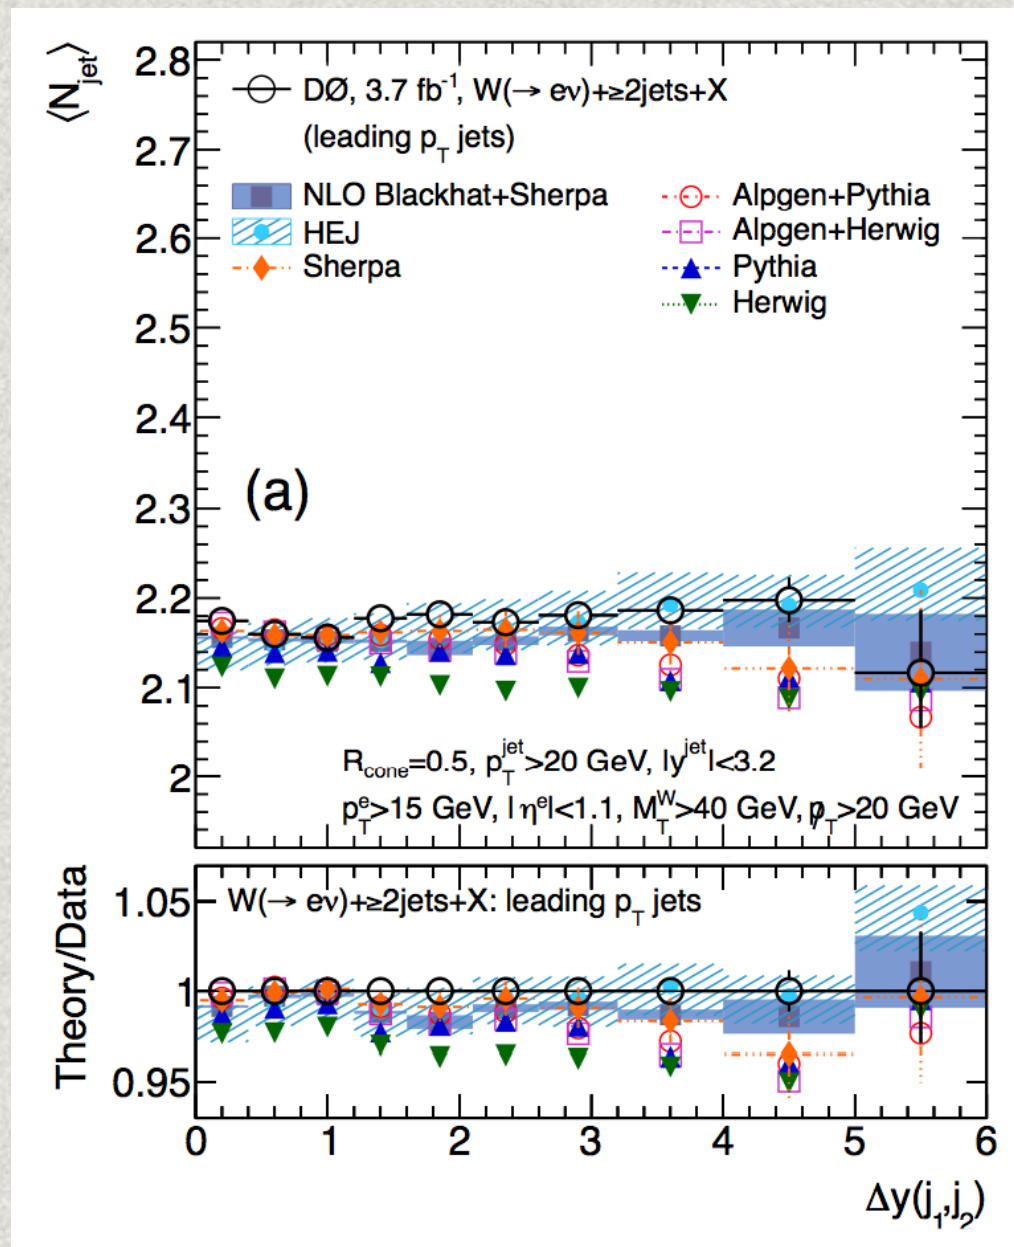 ⟨N_jet⟩
2.8
2.7
2.6
2.5
2.4
2.3
2.2
2.1
2
DØ, 3.7 fb⁻¹, W(→ eν)+≥2jets+X
(leading p_T jets)
NLO Blackhat+Sherpa
HEJ
Sherpa
Alpgen+Pythia
Alpgen+Herwig
Pythia
Herwig
(a)
R_cone=0.5, p_T^jet>20 GeV, |y^jet|<3.2
p_T^e>15 GeV, |η^e|<1.1, M_T^W>40 GeV, p̸_T>20 GeV
Theory/Data
1.05
1
0.95
W(→ eν)+≥2jets+X: leading p_T jets
0 1 2 3 4 5 6
Δy(j₁,j₂)